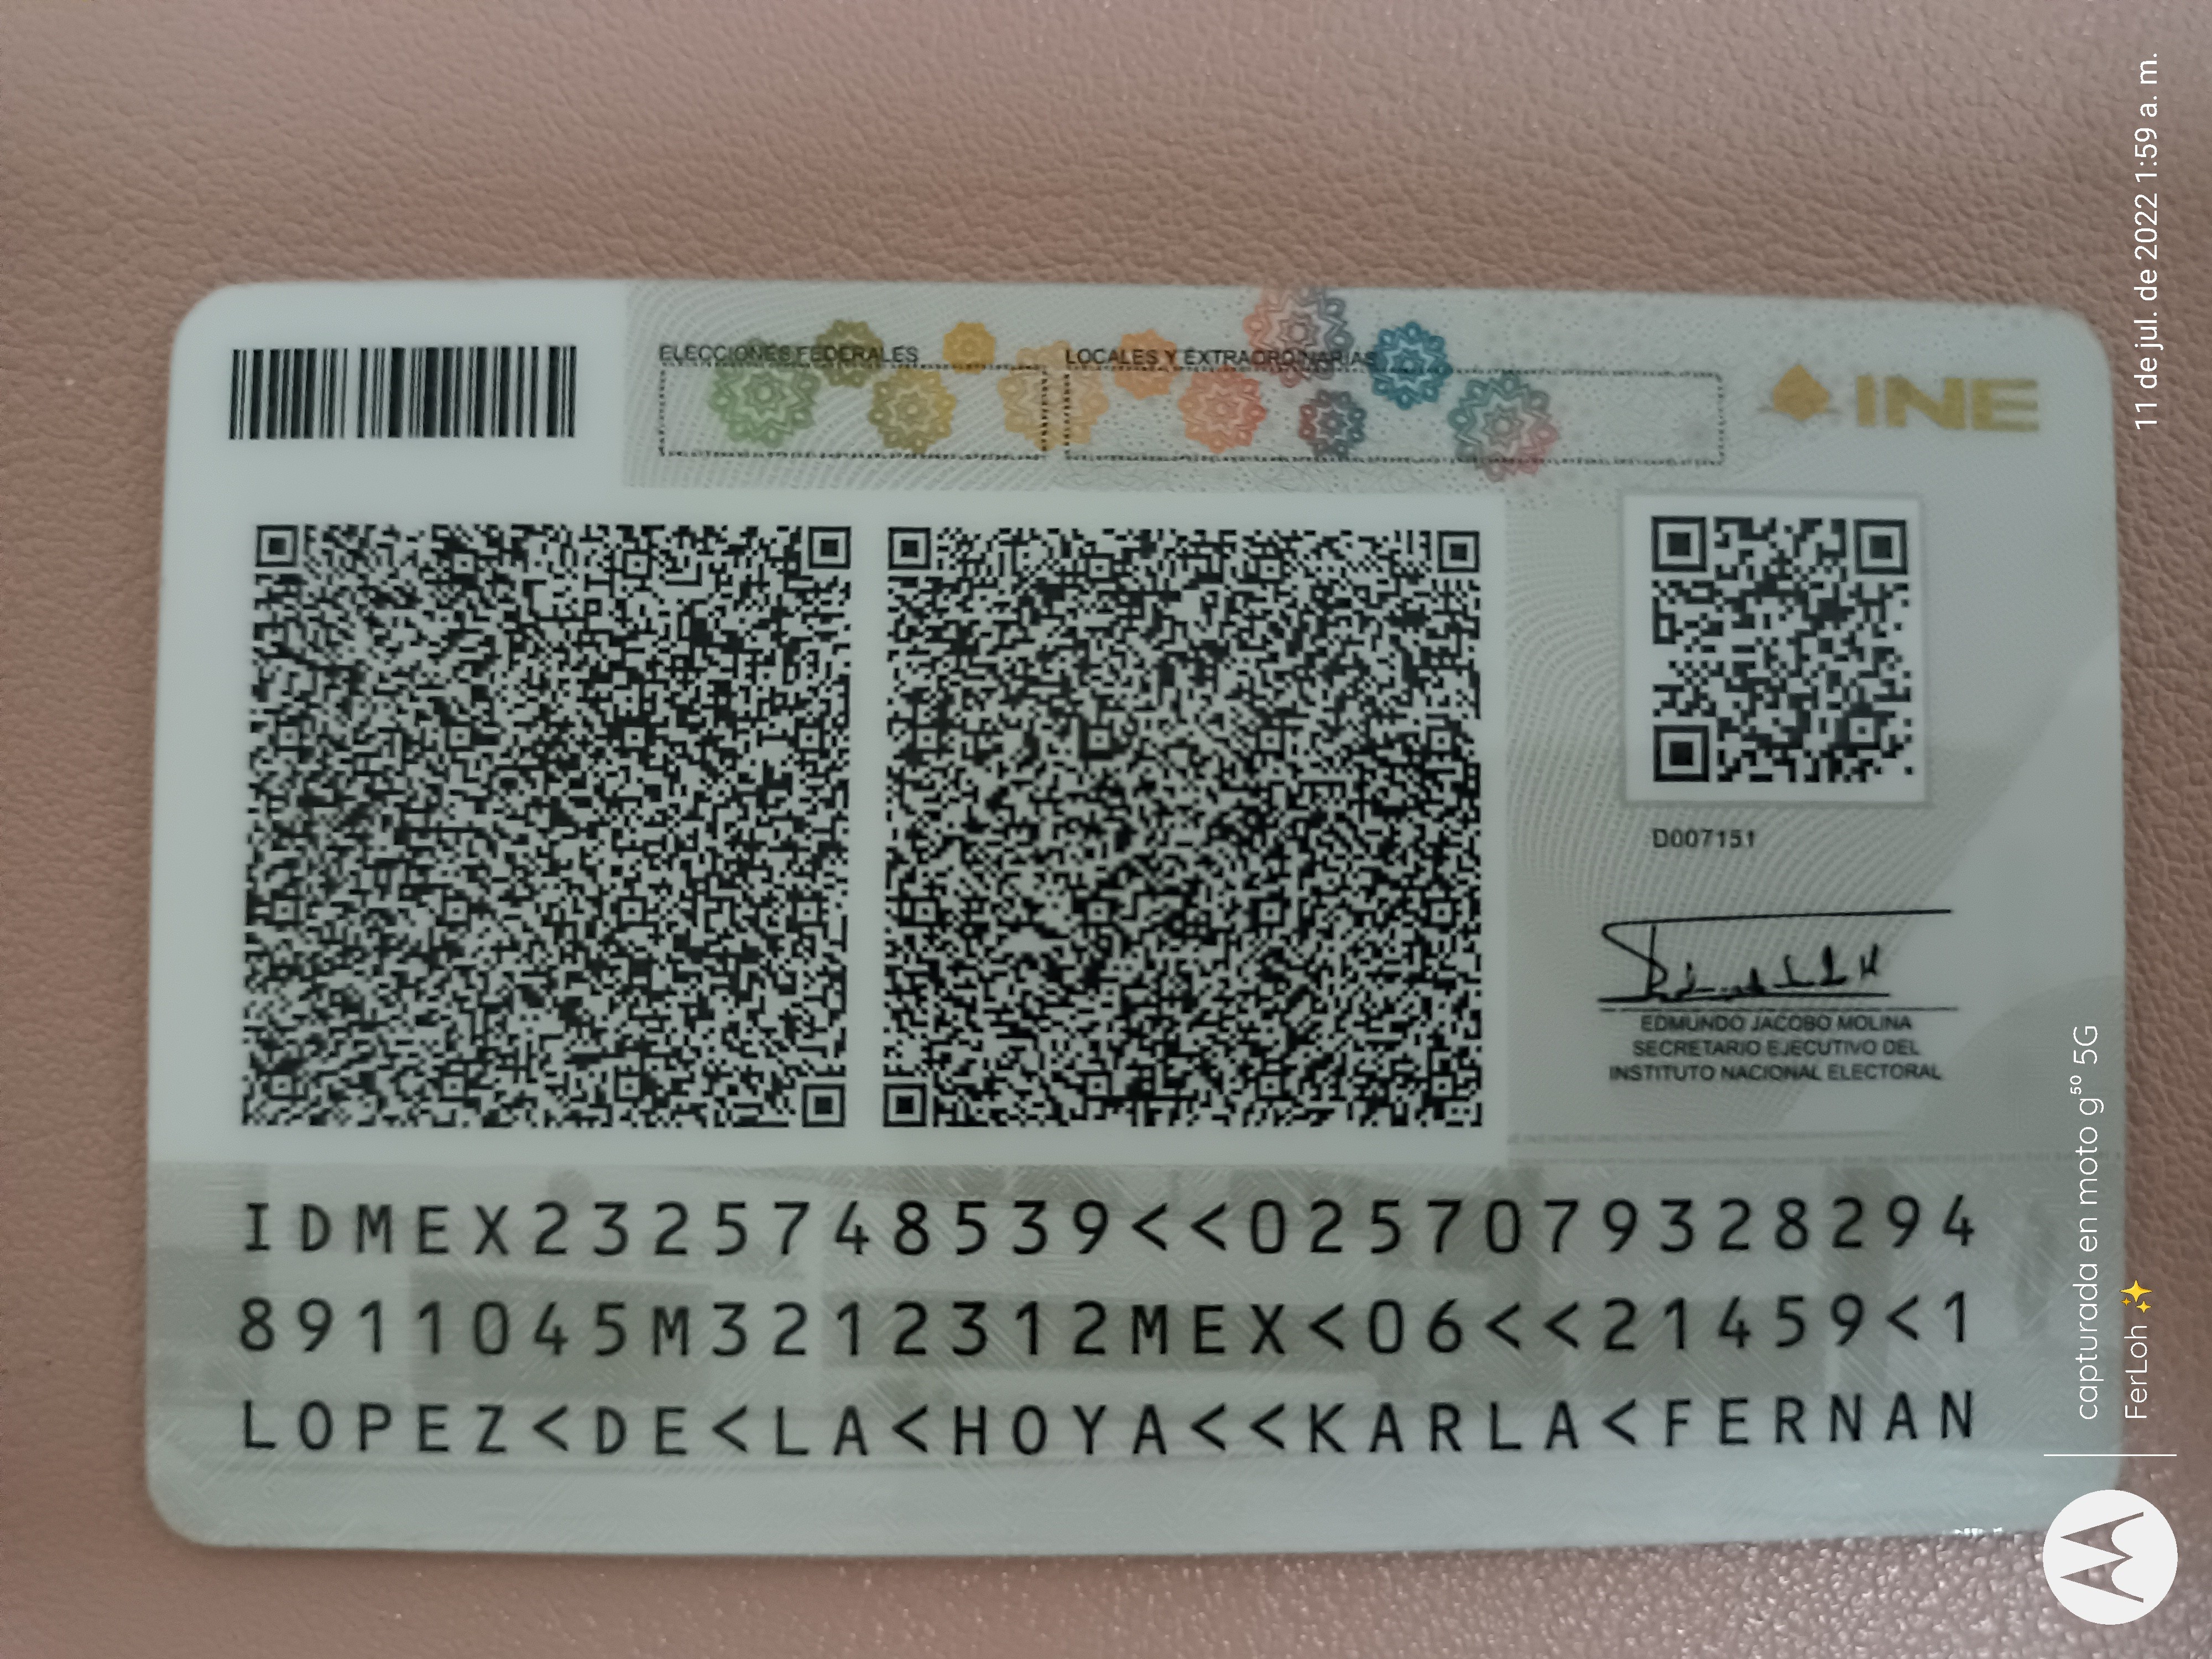 ELECCIONES FEDERALES
LOCALES Y EXTRAORDINARIAS
INE
D007151
EDMUNDO JACOBO MOLINA
SECRETARIO EJECUTIVO DEL
INSTITUTO NACIONAL ELECTORAL
IDMEX2325748539<<0257079328294
8911045M3212312MEX<06<<21459<1
LOPEZ<DE<LA<HOYA<<KARLA<FERNAN
11 de jul. de 2022 1:59 a. m.
capturada en moto g⁵⁰ 5G
FerLoh ✨